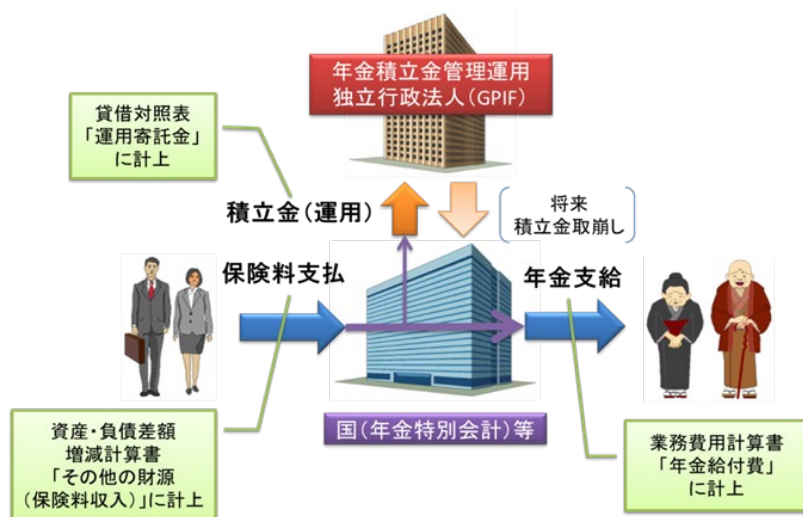 年金積立金管理運用
独立行政法人(GPIF)
貸借対照表
「運用寄託金」
に計上
積立金(運用)
将来
積立金取崩し
保険料支払
年金支給
国(年金特別会計)等
資産・負債差額
増減計算書
「その他の財源
(保険料収入)」に計上
業務費用計算書
「年金給付費」
に計上